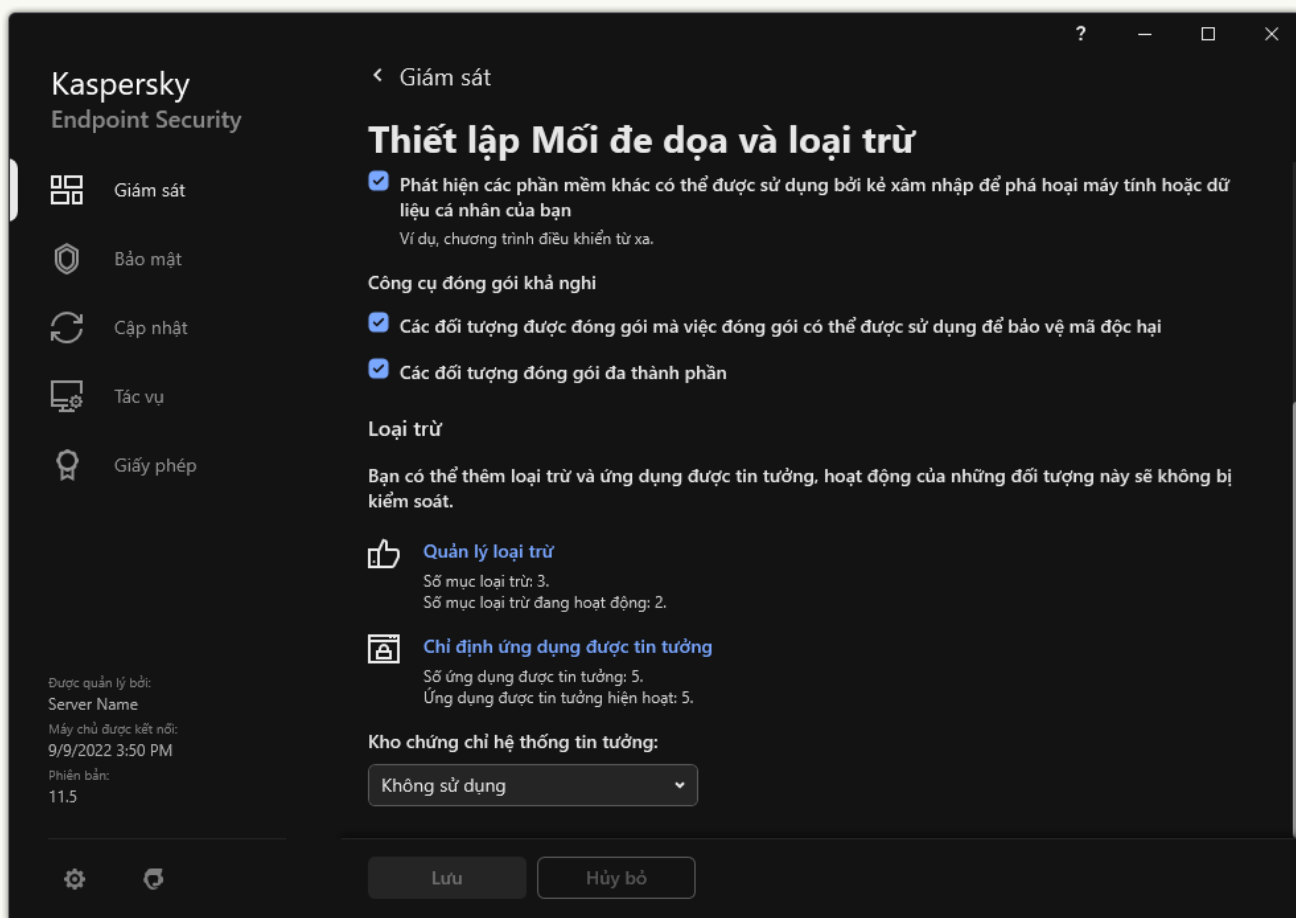 ?
Kaspersky
Endpoint Security
Giám sát
Bảo mật
Cập nhật
Tác vụ
Giấy phép
Được quản lý bởi:
Server Name
Máy chủ được kết nối:
9/9/2022 3:50 PM
Phiên bản:
11.5
Giám sát
Thiết lập Mối đe dọa và loại trừ
Phát hiện các phần mềm khác có thể được sử dụng bởi kẻ xâm nhập để phá hoại máy tính hoặc dữ
liệu cá nhân của bạn
Ví dụ, chương trình điều khiển từ xa.
Công cụ đóng gói khả nghi
Các đối tượng được đóng gói mà việc đóng gói có thể được sử dụng để bảo vệ mã độc hại
Các đối tượng đóng gói đa thành phần
Loại trừ
Bạn có thể thêm loại trừ và ứng dụng được tin tưởng, hoạt động của những đối tượng này sẽ không bị
kiểm soát.
Quản lý loại trừ
Số mục loại trừ: 3.
Số mục loại trừ đang hoạt động: 2.
Chỉ định ứng dụng được tin tưởng
Số ứng dụng được tin tưởng: 5.
Ứng dụng được tin tưởng hiện hoạt: 5.
Kho chứng chỉ hệ thống tin tưởng:
Không sử dụng
Lưu
Hủy bỏ